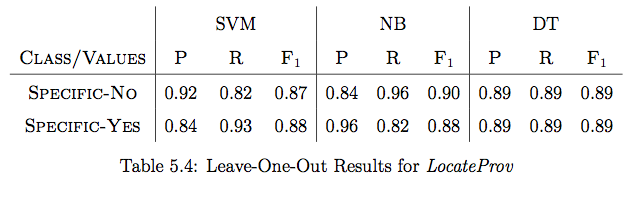 SVM NB DT
CLASS/VALUES P R F₁ P R F₁ P R F₁
SPECIFIC-NO 0.92 0.82 0.87 0.84 0.96 0.90 0.89 0.89 0.89
SPECIFIC-YES 0.84 0.93 0.88 0.96 0.82 0.88 0.89 0.89 0.89
Table 5.4: Leave-One-Out Results for LocateProv